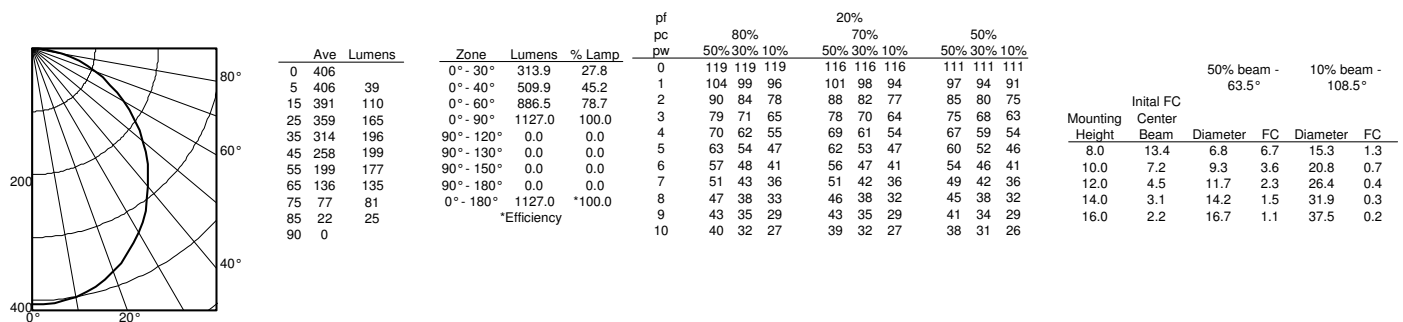 80°
60°
200
40°
400
0° 20°
Ave Lumens
0 406
5 406 39
15 391 110
25 359 165
35 314 196
45 258 199
55 199 177
65 136 135
75 77 81
85 22 25
90 0
Zone Lumens % Lamp
0° - 30° 313.9 27.8
0° - 40° 509.9 45.2
0° - 60° 886.5 78.7
0° - 90° 1127.0 100.0
90° - 120° 0.0 0.0
90° - 130° 0.0 0.0
90° - 150° 0.0 0.0
90° - 180° 0.0 0.0
0° - 180° 1127.0 *100.0
*Efficiency
pf 20%
pc 80% 70% 50%
pw 50% 30% 10% 50% 30% 10% 50% 30% 10%
0 119 119 119 116 116 116 111 111 111
1 104 99 96 101 98 94 97 94 91
2 90 84 78 88 82 77 85 80 75
3 79 71 65 78 70 64 75 68 63
4 70 62 55 69 61 54 67 59 54
5 63 54 47 62 53 47 60 52 46
6 57 48 41 56 47 41 54 46 41
7 51 43 36 51 42 36 49 42 36
8 47 38 33 46 38 32 45 38 32
9 43 35 29 43 35 29 41 34 29
10 40 32 27 39 32 27 38 31 26
50% beam - 10% beam -
63.5° 108.5°
Inital FC
Mounting Center
Height Beam Diameter FC Diameter FC
8.0 13.4 6.8 6.7 15.3 1.3
10.0 7.2 9.3 3.6 20.8 0.7
12.0 4.5 11.7 2.3 26.4 0.4
14.0 3.1 14.2 1.5 31.9 0.3
16.0 2.2 16.7 1.1 37.5 0.2